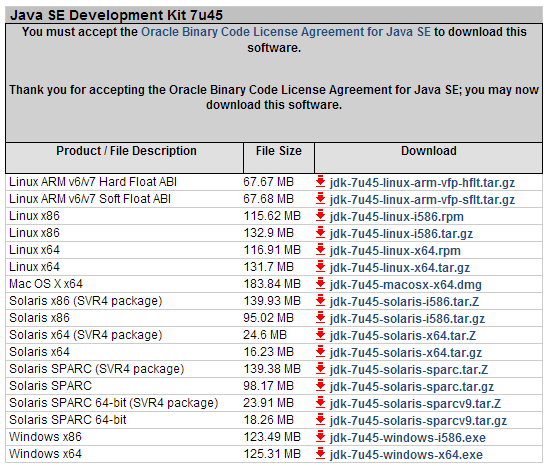 Java SE Development Kit 7u45
You must accept the Oracle Binary Code License Agreement for Java SE to download this
software.
Thank you for accepting the Oracle Binary Code License Agreement for Java SE; you may now
download this software.
Product / File Description File Size Download
Linux ARM v6/v7 Hard Float ABI 67.67 MB jdk-7u45-linux-arm-vfp-hflt.tar.gz
Linux ARM v6/v7 Soft Float ABI 67.68 MB jdk-7u45-linux-arm-vfp-sflt.tar.gz
Linux x86 115.62 MB jdk-7u45-linux-i586.rpm
Linux x86 132.9 MB jdk-7u45-linux-i586.tar.gz
Linux x64 116.91 MB jdk-7u45-linux-x64.rpm
Linux x64 131.7 MB jdk-7u45-linux-x64.tar.gz
Mac OS X x64 183.84 MB jdk-7u45-macosx-x64.dmg
Solaris x86 (SVR4 package) 139.93 MB jdk-7u45-solaris-i586.tar.Z
Solaris x86 95.02 MB jdk-7u45-solaris-i586.tar.gz
Solaris x64 (SVR4 package) 24.6 MB jdk-7u45-solaris-x64.tar.Z
Solaris x64 16.23 MB jdk-7u45-solaris-x64.tar.gz
Solaris SPARC (SVR4 package) 139.38 MB jdk-7u45-solaris-sparc.tar.Z
Solaris SPARC 98.17 MB jdk-7u45-solaris-sparc.tar.gz
Solaris SPARC 64-bit (SVR4 package) 23.91 MB jdk-7u45-solaris-sparcv9.tar.Z
Solaris SPARC 64-bit 18.26 MB jdk-7u45-solaris-sparcv9.tar.gz
Windows x86 123.49 MB jdk-7u45-windows-i586.exe
Windows x64 125.31 MB jdk-7u45-windows-x64.exe